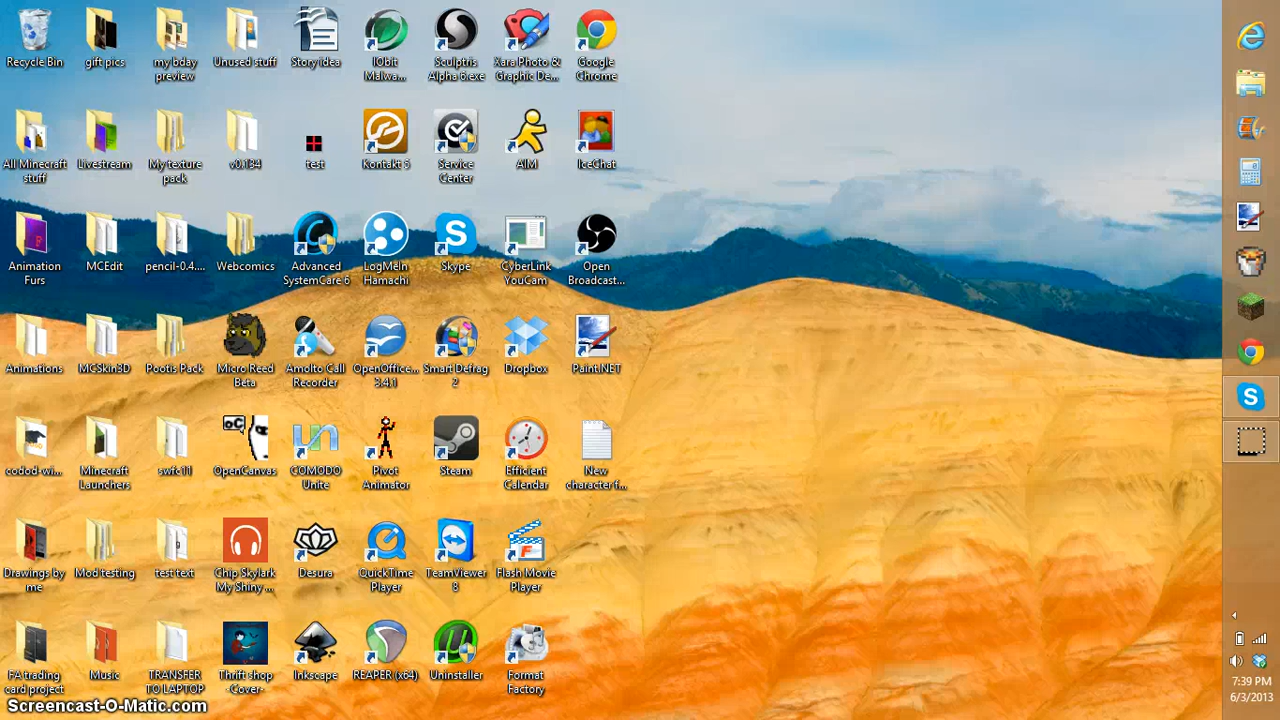 Recycle Bin
gift pics
my bday
preview
Unused stuff
Story idea
IObit
Malwa...
Sculptris
Alpha 6.exe
Xara Photo &
Graphic De...
Google
Chrome
All Minecraft
stuff
Livestream
My texture
pack
v0.134
test
Kontakt 5
Service
Center
AIM
IceChat
Animation
Furs
MCEdit
pencil-0.4....
Webcomics
Advanced
SystemCare 6
LogMeIn
Hamachi
Skype
CyberLink
YouCam
Open
Broadcast...
Animations
MCSkin3D
Pootis Pack
Micro Reed
Beta
Amolto Call
Recorder
OpenOffice...
3.4.1
Smart Defrag
2
Dropbox
Paint.NET
codod-wi...
Minecraft
Launchers
swfc11
OpenCanvas
COMODO
Unite
Pivot
Animator
Steam
Efficient
Calendar
New
character f...
Drawings by
me
Mod testing
test text
Chip Skylark
My Shiny ...
Desura
QuickTime
Player
TeamViewer
8
Flash Movie
Player
FA trading
card project
Music
TRANSFER
TO LAPTOP
Thrift shop
-Cover-
Inkscape
REAPER (x64)
Uninstaller
Format
Factory
Screencast-O-Matic.com
7:39 PM
6/3/2013